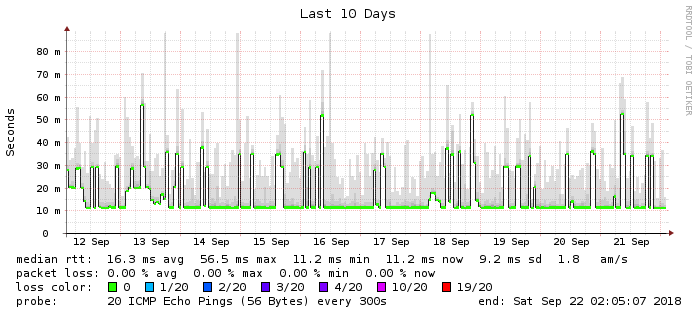 Last 10 Days
RRDTOOL / TOBI OETIKER
Seconds
80 m
70 m
60 m
50 m
40 m
30 m
20 m
10 m
0
12 Sep 13 Sep 14 Sep 15 Sep 16 Sep 17 Sep 18 Sep 19 Sep 20 Sep 21 Sep
median rtt: 16.3 ms avg 56.5 ms max 11.2 ms min 11.2 ms now 9.2 ms sd 1.8 am/s
packet loss: 0.00 % avg 0.00 % max 0.00 % min 0.00 % now
loss color: 0 1/20 2/20 3/20 4/20 10/20 19/20
probe: 20 ICMP Echo Pings (56 Bytes) every 300s end: Sat Sep 22 02:05:07 2018